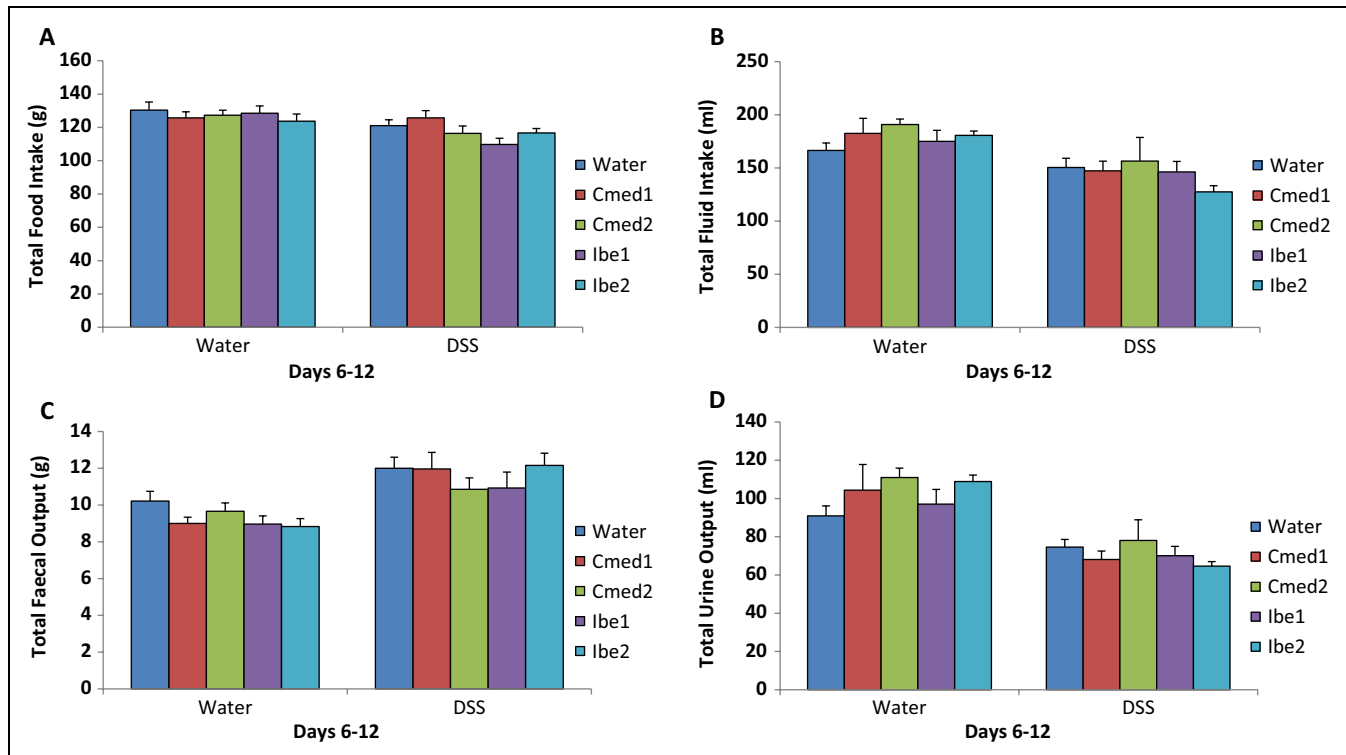 A
Total Food Intake (g)
160
140
120
100
80
60
40
20
0
Water
DSS
Days 6-12
Water
Cmed1
Cmed2
Ibe1
Ibe2
B
Total Fluid Intake (ml)
250
200
150
100
50
0
Water
DSS
Days 6-12
Water
Cmed1
Cmed2
Ibe1
Ibe2
C
Total Faecal Output (g)
14
12
10
8
6
4
2
0
Water
DSS
Days 6-12
Water
Cmed1
Cmed2
Ibe1
Ibe2
D
Total Urine Output (ml)
140
120
100
80
60
40
20
0
Water
DSS
Days 6-12
Water
Cmed1
Cmed2
Ibe1
Ibe2